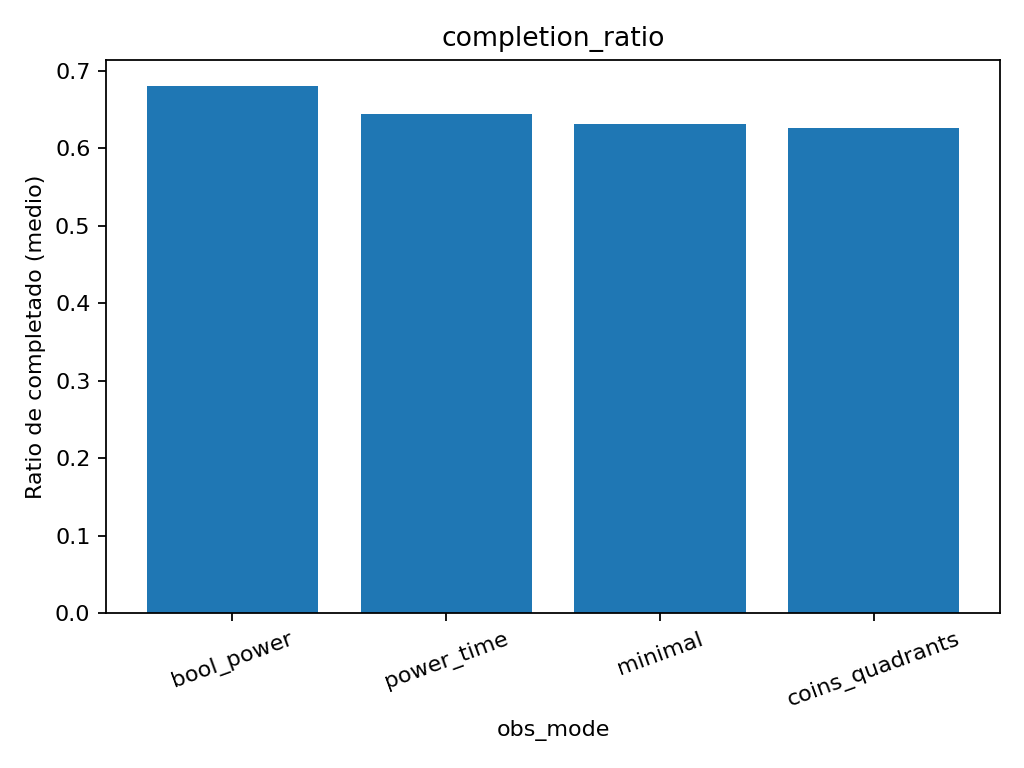 completion_ratio
Ratio de completado (medio)
0.7
0.6
0.5
0.4
0.3
0.2
0.1
0.0
bool_power
power_time
minimal
coins_quadrants
obs_mode